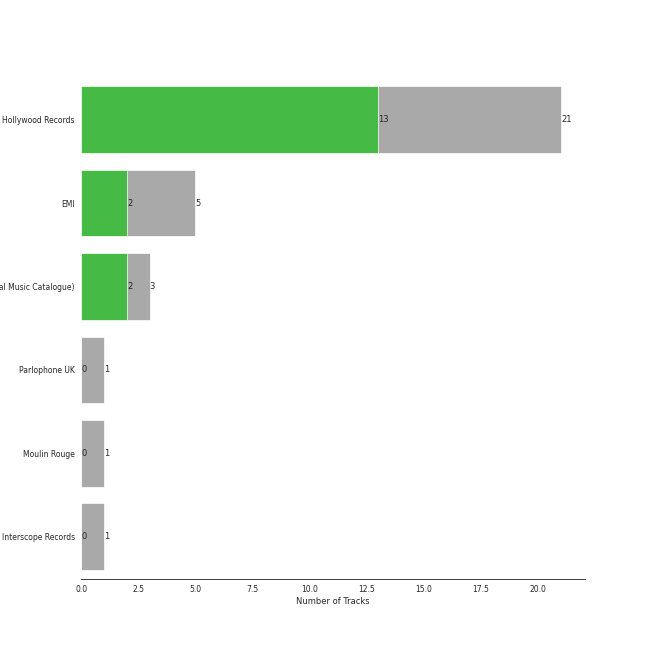 Hollywood Records
13
21
EMI
2
5
Music Catalogue)
2
3
Parlophone UK
0
1
Moulin Rouge
0
1
Interscope Records
0
1
0.0 2.5 5.0 7.5 10.0 12.5 15.0 17.5 20.0
Number of Tracks